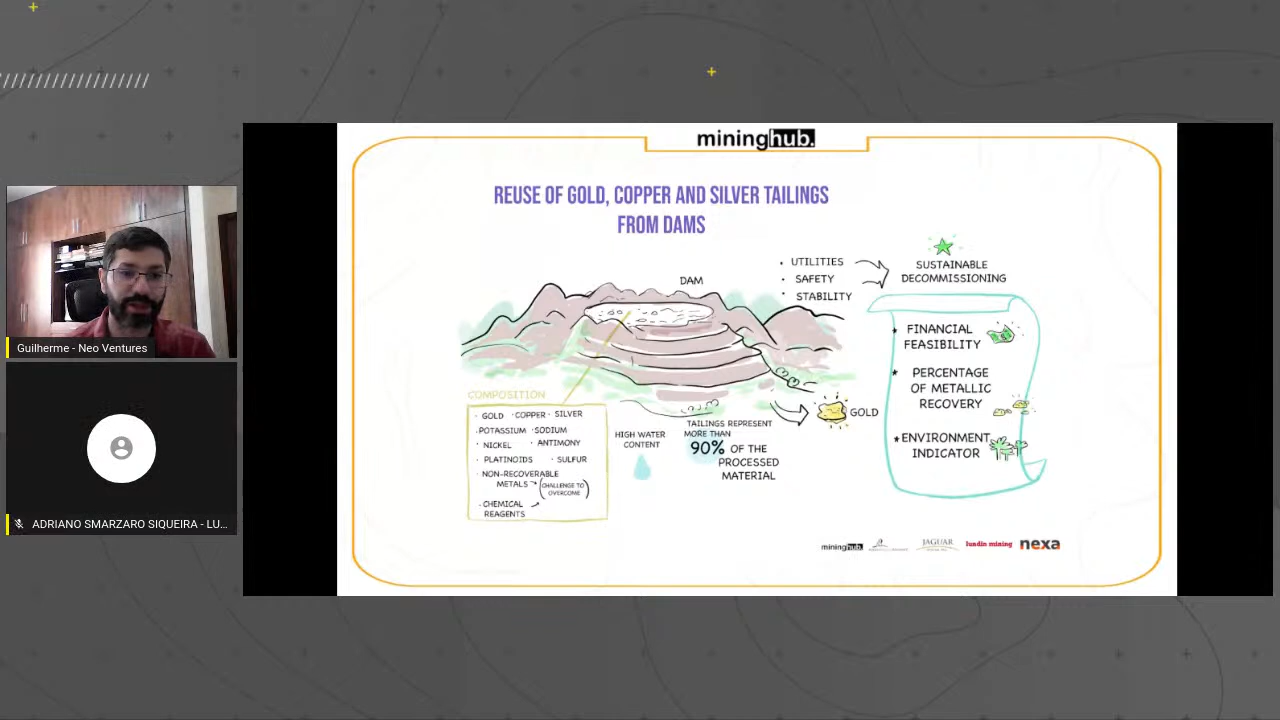 mininghub.
REUSE OF GOLD, COPPER AND SILVER TAILINGS
FROM DAMS
DAM
· UTILITIES
· SAFETY
· STABILITY
SUSTAINABLE
DECOMMISSIONING
* FINANCIAL
FEASIBILITY
* PERCENTAGE
OF METALLIC
RECOVERY
* ENVIRONMENT
INDICATOR
COMPOSITION
· GOLD · COPPER · SILVER
· POTASSIUM · SODIUM
· NICKEL · ANTIMONY
· PLATINOIDS · SULFUR
· NON-RECOVERABLE
METALS
(CHALLENGE TO
OVERCOME)
· CHEMICAL
REAGENTS
HIGH WATER
CONTENT
TAILINGS REPRESENT
MORE THAN
90% OF THE
PROCESSED
MATERIAL
GOLD
mininghub.
JAGUAR
lundin mining
nexa
Guilherme - Neo Ventures
ADRIANO SMARZARO SIQUEIRA - LU...